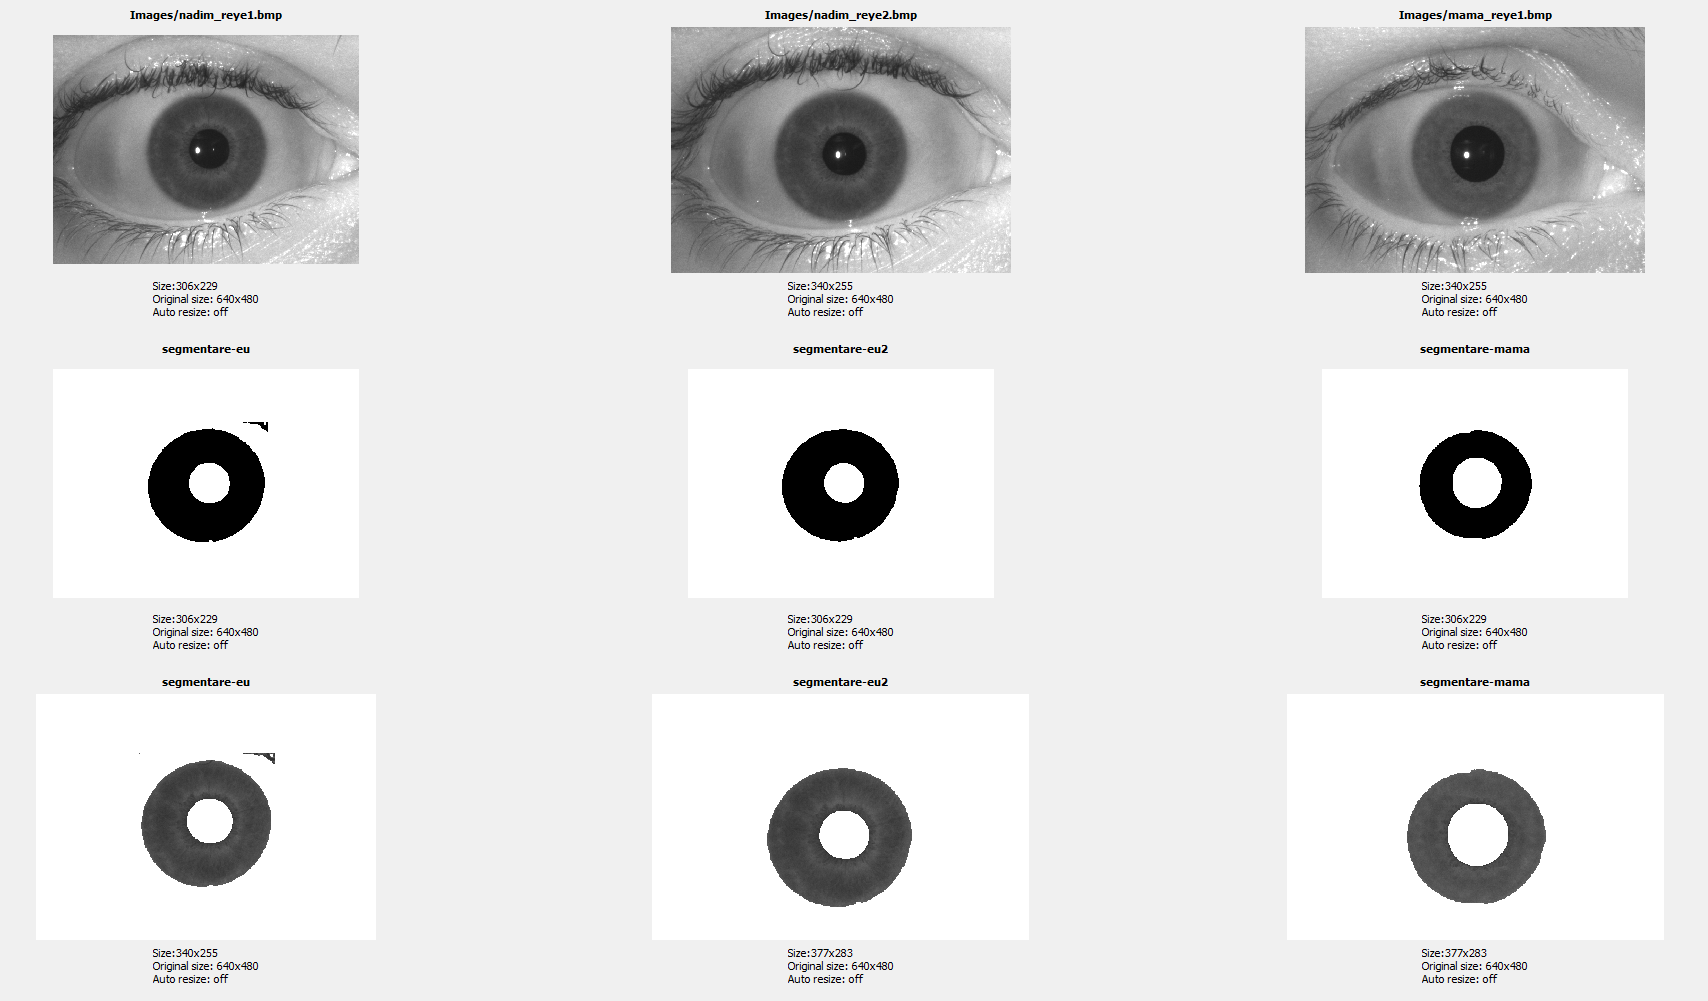 Images/nadim_reye1.bmp
Images/nadim_reye2.bmp
Images/mama_reye1.bmp
Size:306x229
Original size: 640x480
Auto resize: off
Size:340x255
Original size: 640x480
Auto resize: off
Size:340x255
Original size: 640x480
Auto resize: off
segmentare-eu
segmentare-eu2
segmentare-mama
Size:306x229
Original size: 640x480
Auto resize: off
Size:306x229
Original size: 640x480
Auto resize: off
Size:306x229
Original size: 640x480
Auto resize: off
segmentare-eu
segmentare-eu2
segmentare-mama
Size:340x255
Original size: 640x480
Auto resize: off
Size:377x283
Original size: 640x480
Auto resize: off
Size:377x283
Original size: 640x480
Auto resize: off